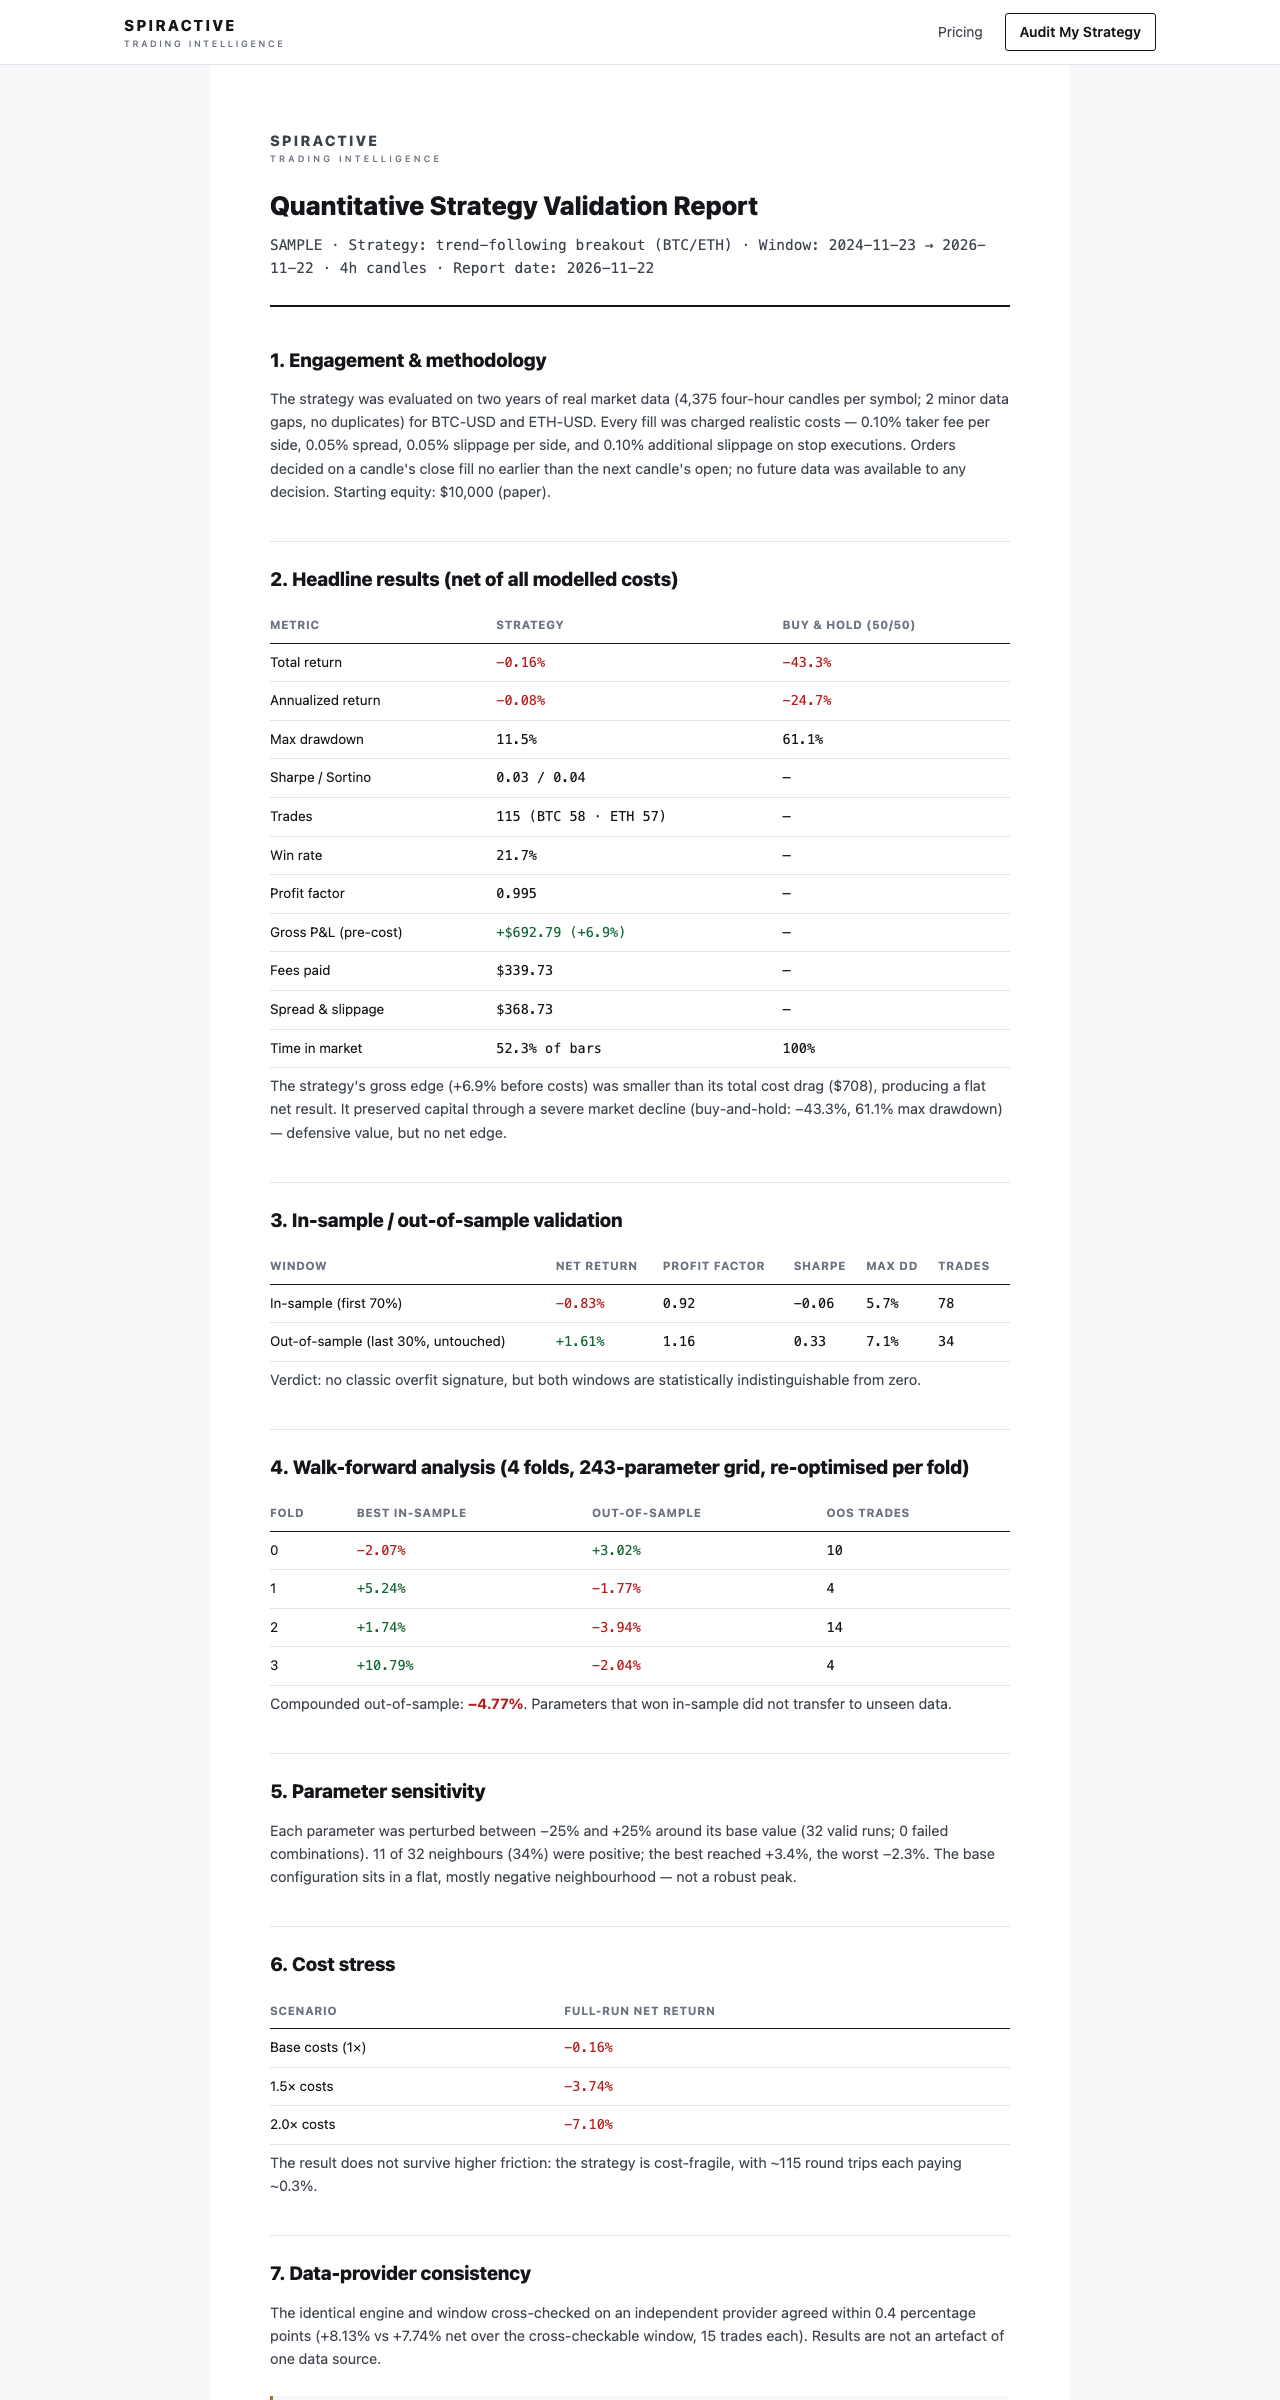 SPIRACTIVE
TRADING INTELLIGENCE
Pricing
Audit My Strategy
SPIRACTIVE
TRADING INTELLIGENCE
Quantitative Strategy Validation Report
SAMPLE · Strategy: trend-following breakout (BTC/ETH) · Window: 2024-11-23 → 2026-
11-22 · 4h candles · Report date: 2026-11-22
1. Engagement & methodology
The strategy was evaluated on two years of real market data (4,375 four-hour candles per symbol; 2 minor data
gaps, no duplicates) for BTC-USD and ETH-USD. Every fill was charged realistic costs — 0.10% taker fee per
side, 0.05% spread, 0.05% slippage per side, and 0.10% additional slippage on stop executions. Orders
decided on a candle's close fill no earlier than the next candle's open; no future data was available to any
decision. Starting equity: $10,000 (paper).
2. Headline results (net of all modelled costs)
METRIC STRATEGY BUY & HOLD (50/50)
Total return −0.16% −43.3%
Annualized return −0.08% −24.7%
Max drawdown 11.5% 61.1%
Sharpe / Sortino 0.03 / 0.04 —
Trades 115 (BTC 58 · ETH 57) —
Win rate 21.7% —
Profit factor 0.995 —
Gross P&L (pre-cost) +$692.79 (+6.9%) —
Fees paid $339.73 —
Spread & slippage $368.73 —
Time in market 52.3% of bars 100%
The strategy's gross edge (+6.9% before costs) was smaller than its total cost drag ($708), producing a flat
net result. It preserved capital through a severe market decline (buy-and-hold: −43.3%, 61.1% max drawdown)
— defensive value, but no net edge.
3. In-sample / out-of-sample validation
WINDOW NET RETURN PROFIT FACTOR SHARPE MAX DD TRADES
In-sample (first 70%) −0.83% 0.92 −0.06 5.7% 78
Out-of-sample (last 30%, untouched) +1.61% 1.16 0.33 7.1% 34
Verdict: no classic overfit signature, but both windows are statistically indistinguishable from zero.
4. Walk-forward analysis (4 folds, 243-parameter grid, re-optimised per fold)
FOLD BEST IN-SAMPLE OUT-OF-SAMPLE OOS TRADES
0 −2.07% +3.02% 10
1 +5.24% −1.77% 4
2 +1.74% −3.94% 14
3 +10.79% −2.04% 4
Compounded out-of-sample: −4.77%. Parameters that won in-sample did not transfer to unseen data.
5. Parameter sensitivity
Each parameter was perturbed between −25% and +25% around its base value (32 valid runs; 0 failed
combinations). 11 of 32 neighbours (34%) were positive; the best reached +3.4%, the worst −2.3%. The base
configuration sits in a flat, mostly negative neighbourhood — not a robust peak.
6. Cost stress
SCENARIO FULL-RUN NET RETURN
Base costs (1×) −0.16%
1.5× costs −3.74%
2.0× costs −7.10%
The result does not survive higher friction: the strategy is cost-fragile, with ~115 round trips each paying
~0.3%.
7. Data-provider consistency
The identical engine and window cross-checked on an independent provider agreed within 0.4 percentage
points (+8.13% vs +7.74% net over the cross-checkable window, 15 trades each). Results are not an artefact of
one data source.